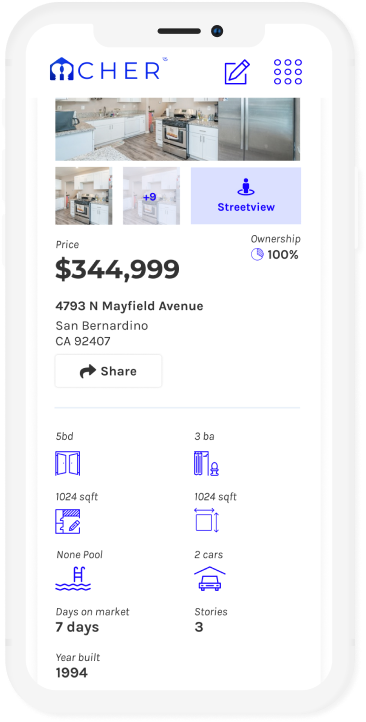 CHER
+9
Streetview
Price
Ownership
$344,999
100%
4793 N Mayfield Avenue
San Bernardino
CA 92407
Share
5bd
3 ba
1024 sqft
1024 sqft
None Pool
2 cars
Days on market
Stories
7 days
3
Year built
1994